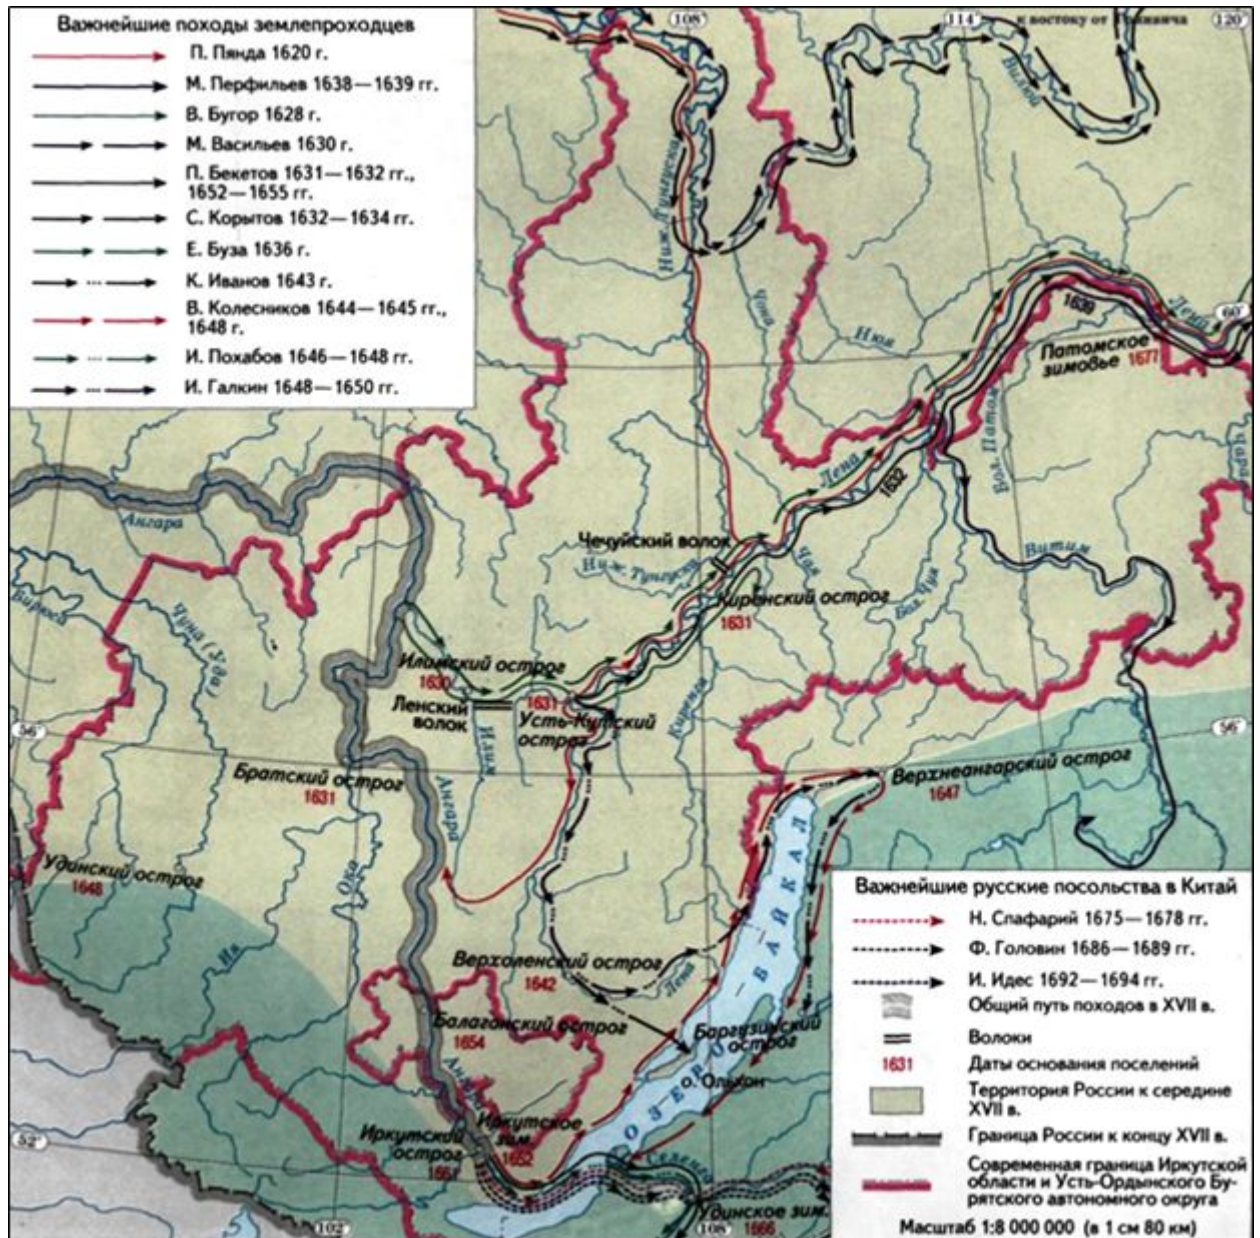 Важнейшие походы землепроходцев
П. Пянда 1620 г.
М. Перфильев 1638—1639 гг.
В. Бугор 1628 г.
М. Васильев 1630 г.
П. Бекетов 1631—1632 гг.,
1652—1655 гг.
С. Корытов 1632—1634 гг.
Е. Буза 1636 г.
К. Иванов 1643 г.
В. Колесников 1644—1645 гг.,
1648 г.
И. Похабов 1646—1648 гг.
И. Галкин 1648—1650 гг.
108°
114°
к востоку от Гринвича
120°
Вилюй
Ниж. Тунгуска
Чона
Нюя
Лена
60°
1639
Патомское
зимовье 1677
Бол. Патом
Чара
Лена
1632
Ангара
Чечуйский волок
Ниж. Тунгуска
Чая
Бол. Чуя
Витим
Бирюса
Чуна (Уда)
Киренский острог
1631
Илимский острог
1630
Ленский
волок
1631
Усть-Кутский
острог
Илим
Киренга
56°
56°
Братский острог
1631
Ангара
Верхнеангарский острог
1647
Удинский острог
1648
Ока
Ия
Верхоленский острог
1642
Лена
Балаганский острог
1654
Ангара
Баргузинский
острог
о. Ольхон
ОЗЕРО БАЙКАЛ
52°
Иркутский
острог
1661
Иркутское
зим.
1652
Селенга
Удинское зим.
1666
102°
108°
Важнейшие русские посольства в Китай
Н. Спафарий 1675—1678 гг.
Ф. Головин 1686—1689 гг.
И. Идес 1692—1694 гг.
Общий путь походов в XVII в.
Волоки
1631 Даты основания поселений
Территория России к середине
XVII в.
Граница России к концу XVII в.
Современная граница Иркутской
области и Усть-Ордынского Бу-
рятского автономного округа
Масштаб 1:8 000 000 (в 1 см 80 км)